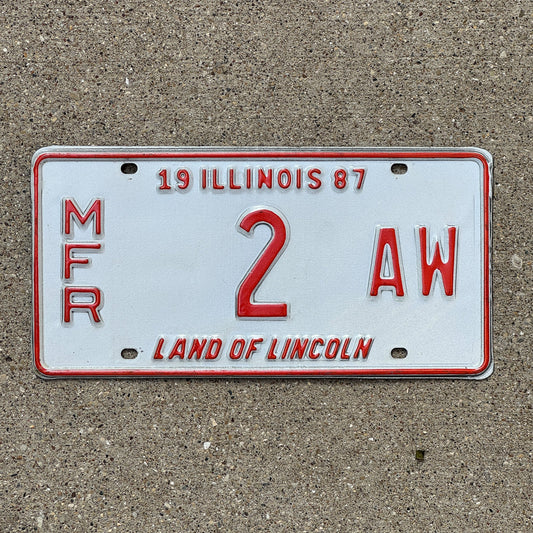 19 ILLINOIS 87
MFR 2 AW
LAND OF LINCOLN